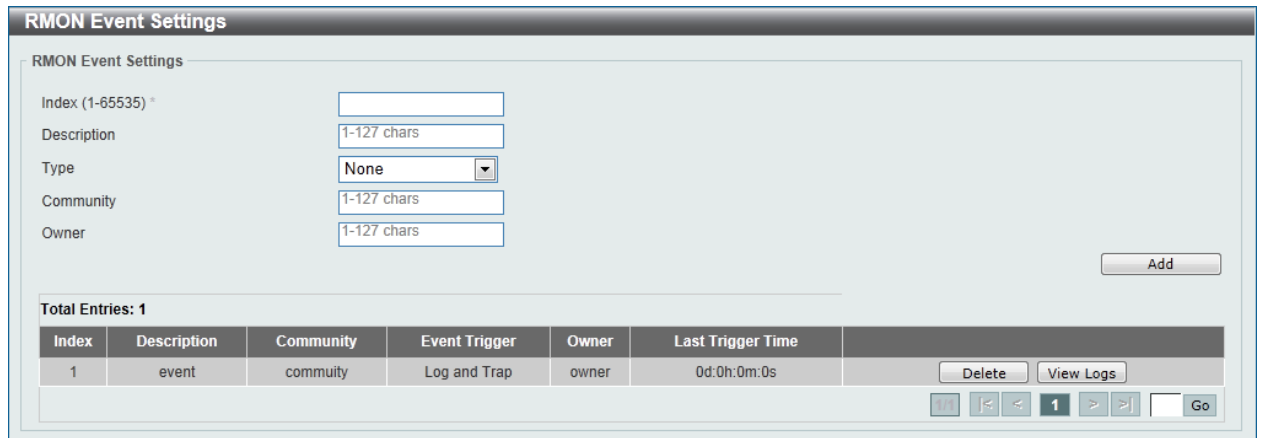 RMON Event Settings
RMON Event Settings
Index (1-65535) *
Description 1-127 chars
Type None
Community 1-127 chars
Owner 1-127 chars
Add
Total Entries: 1
Index Description Community Event Trigger Owner Last Trigger Time
1 event commuity Log and Trap owner 0d:0h:0m:0s Delete View Logs
1/1 |< < 1 > >| Go